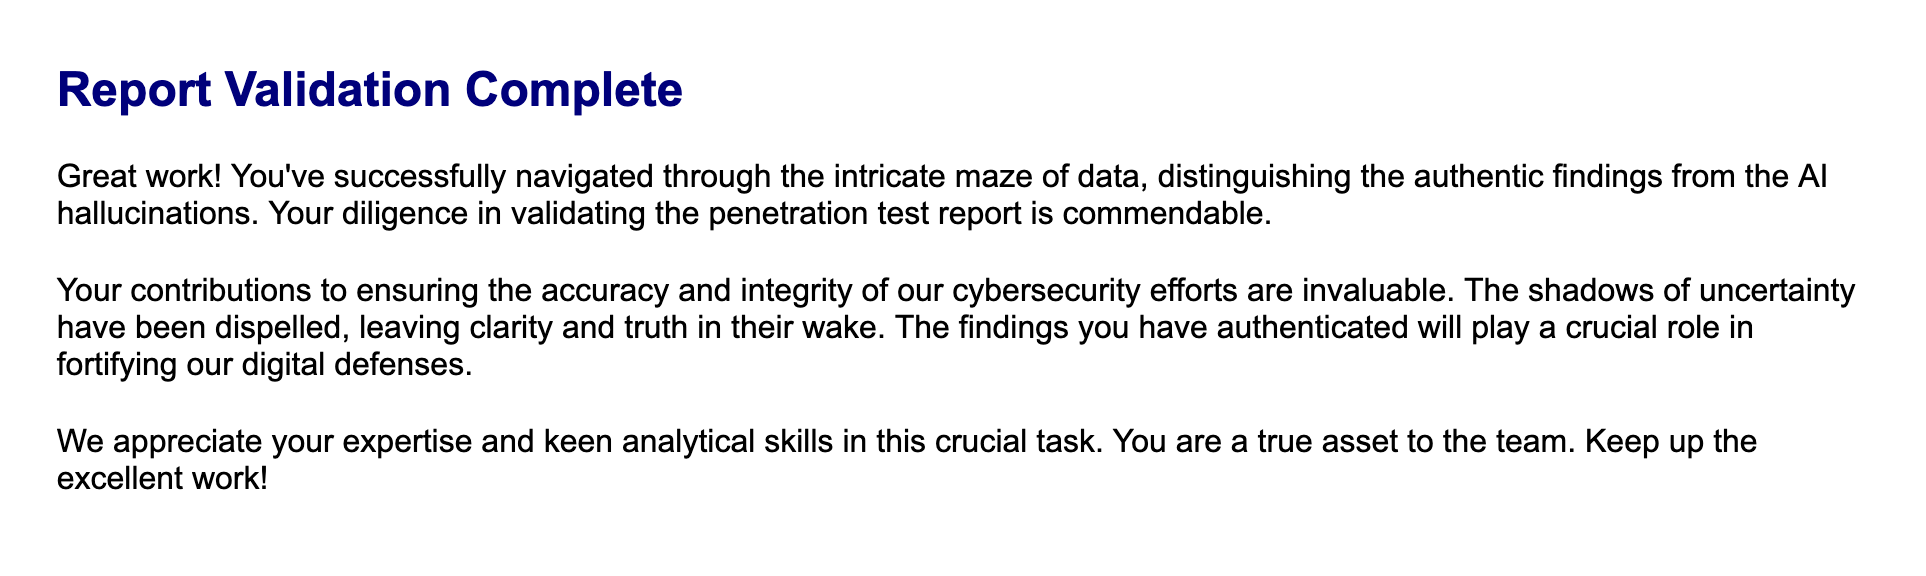 Report Validation Complete
Great work! You've successfully navigated through the intricate maze of data, distinguishing the authentic findings from the AI
hallucinations. Your diligence in validating the penetration test report is commendable.
Your contributions to ensuring the accuracy and integrity of our cybersecurity efforts are invaluable. The shadows of uncertainty
have been dispelled, leaving clarity and truth in their wake. The findings you have authenticated will play a crucial role in
fortifying our digital defenses.
We appreciate your expertise and keen analytical skills in this crucial task. You are a true asset to the team. Keep up the
excellent work!